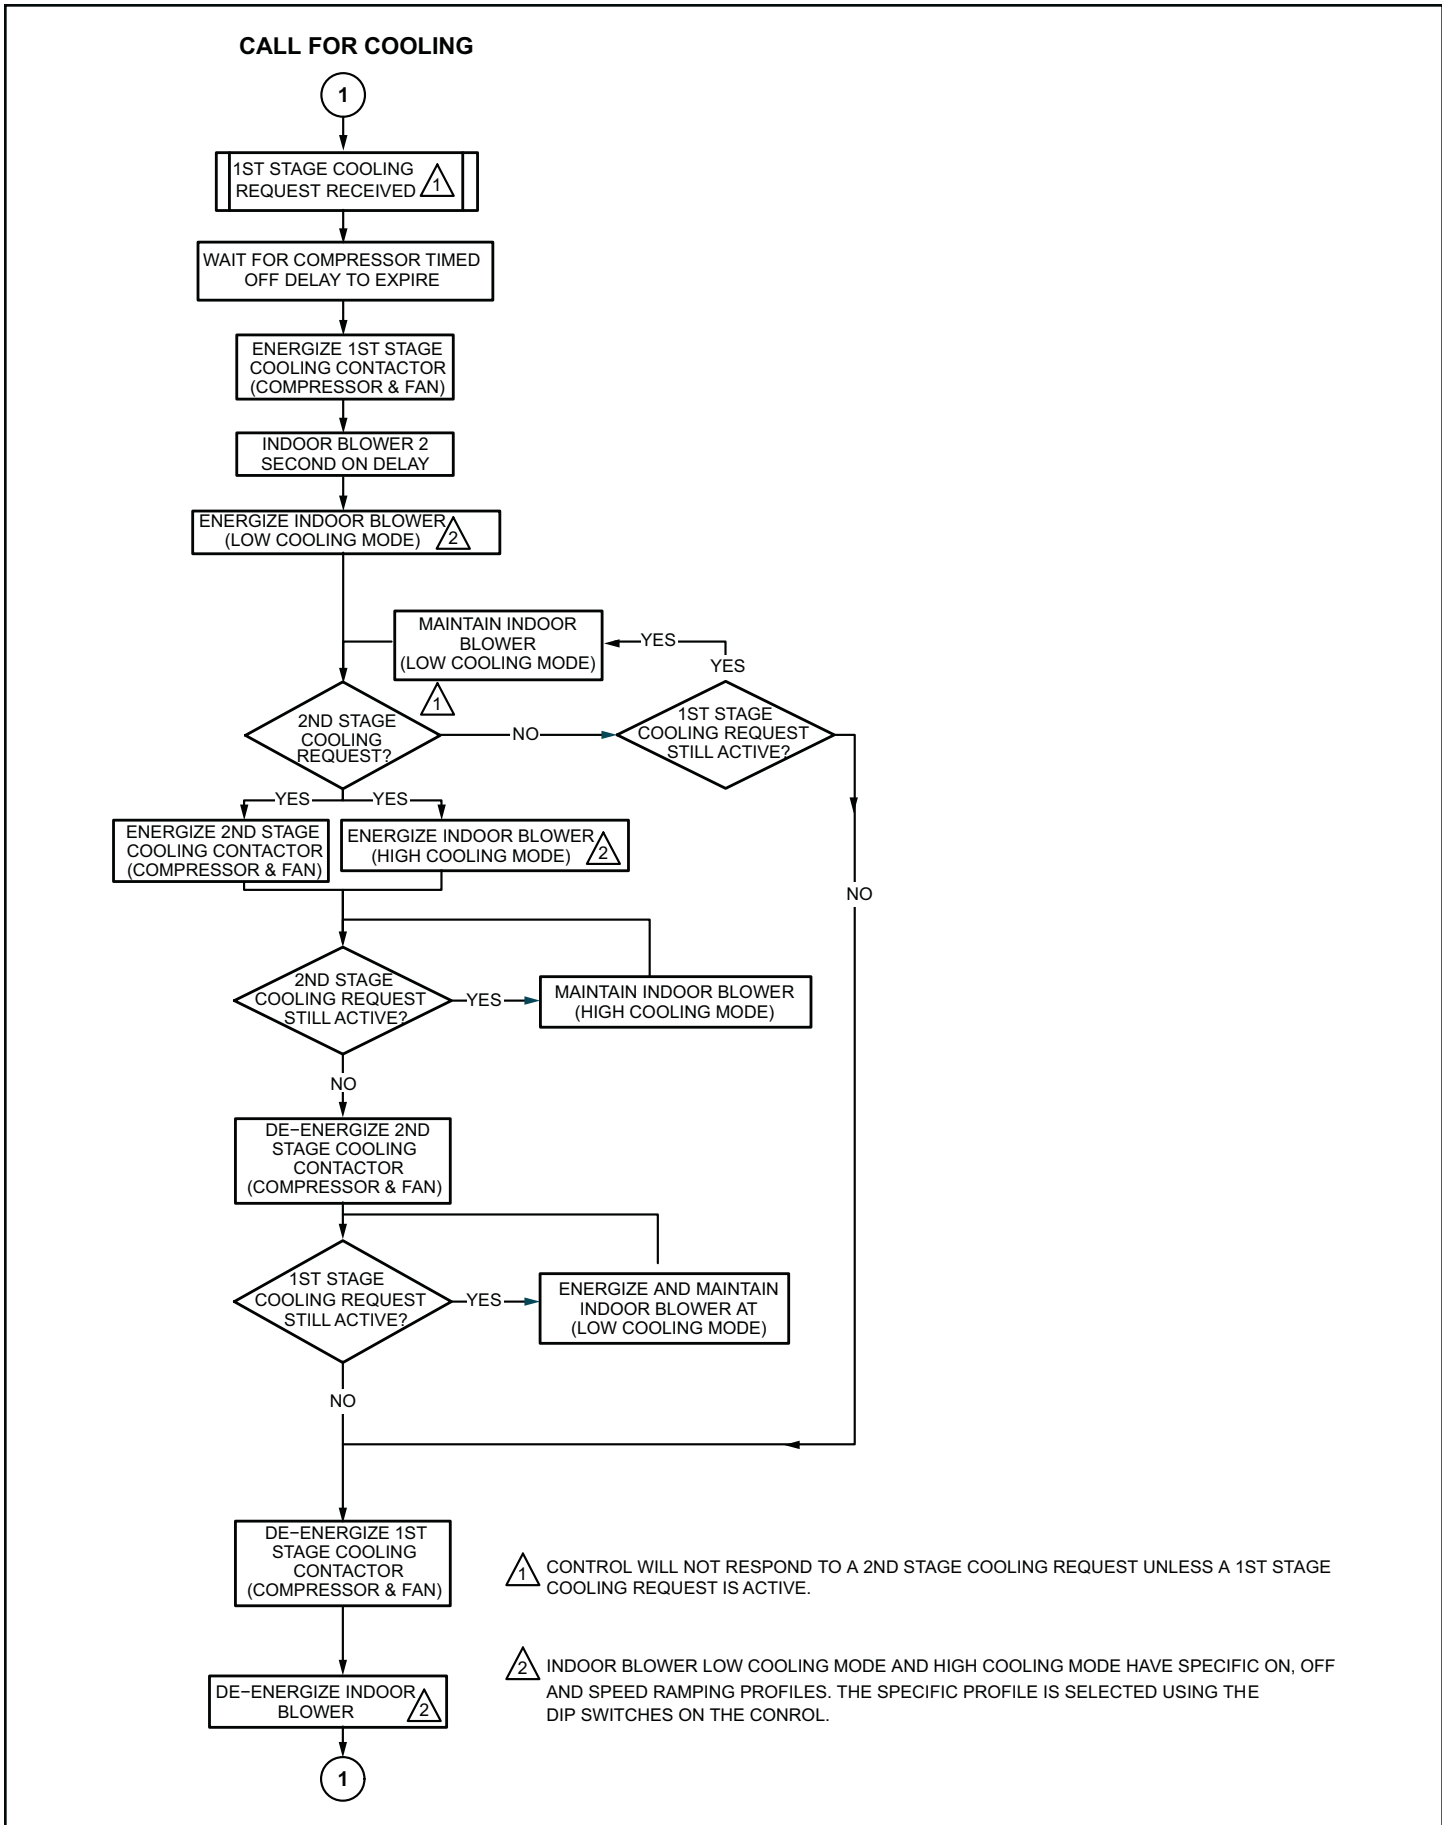 CALL FOR COOLING
1
1ST STAGE COOLING
REQUEST RECEIVED 1
WAIT FOR COMPRESSOR TIMED
OFF DELAY TO EXPIRE
ENERGIZE 1ST STAGE
COOLING CONTACTOR
(COMPRESSOR & FAN)
INDOOR BLOWER 2
SECOND ON DELAY
ENERGIZE INDOOR BLOWER
(LOW COOLING MODE) 2
MAINTAIN INDOOR
BLOWER
(LOW COOLING MODE)
YES
YES
1
2ND STAGE
COOLING
REQUEST?
NO
1ST STAGE
COOLING REQUEST
STILL ACTIVE?
YES
YES
ENERGIZE 2ND STAGE
COOLING CONTACTOR
(COMPRESSOR & FAN)
ENERGIZE INDOOR BLOWER
(HIGH COOLING MODE) 2
NO
2ND STAGE
COOLING REQUEST
STILL ACTIVE?
YES
MAINTAIN INDOOR BLOWER
(HIGH COOLING MODE)
NO
DE−ENERGIZE 2ND
STAGE COOLING
CONTACTOR
(COMPRESSOR & FAN)
1ST STAGE
COOLING REQUEST
STILL ACTIVE?
YES
ENERGIZE AND MAINTAIN
INDOOR BLOWER AT
(LOW COOLING MODE)
NO
DE−ENERGIZE 1ST
STAGE COOLING
CONTACTOR
(COMPRESSOR & FAN)
1 CONTROL WILL NOT RESPOND TO A 2ND STAGE COOLING REQUEST UNLESS A 1ST STAGE
COOLING REQUEST IS ACTIVE.
2 INDOOR BLOWER LOW COOLING MODE AND HIGH COOLING MODE HAVE SPECIFIC ON, OFF
AND SPEED RAMPING PROFILES. THE SPECIFIC PROFILE IS SELECTED USING THE
DIP SWITCHES ON THE CONROL.
DE−ENERGIZE INDOOR
BLOWER 2
1